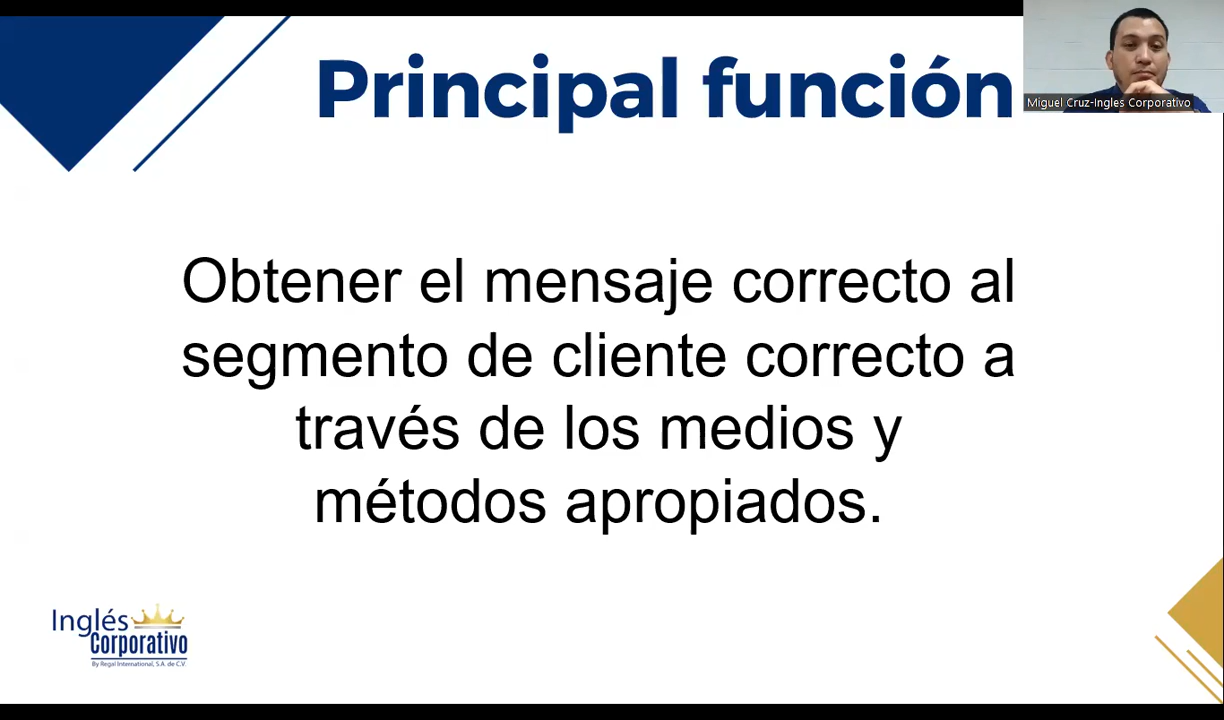 Principal función
Miguel Cruz-Ingles Corporativo
Obtener el mensaje correcto al
segmento de cliente correcto a
través de los medios y
métodos apropiados.
Inglés
Corporativo
By Regal International, S.A. de C.V.